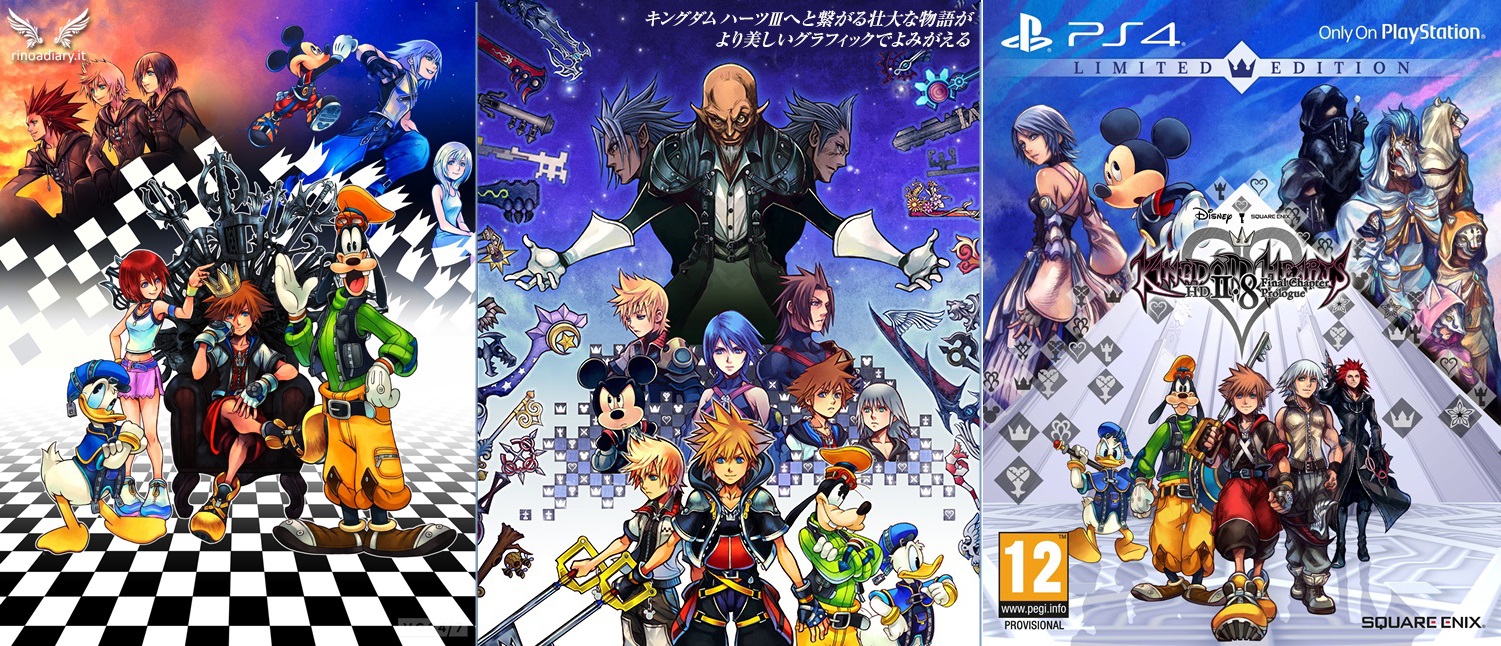 rinoadiary.it
キングダム ハーツⅢへと繋がる壮大な物語が
より美しいグラフィックでよみがえる
PS4
Only On PlayStation®
LIMITED EDITION
Disney SQUARE ENIX
KINGDOM HEARTS
HD II.8 Final Chapter
Prologue
12
www.pegi.info
PROVISIONAL
SQUARE ENIX®